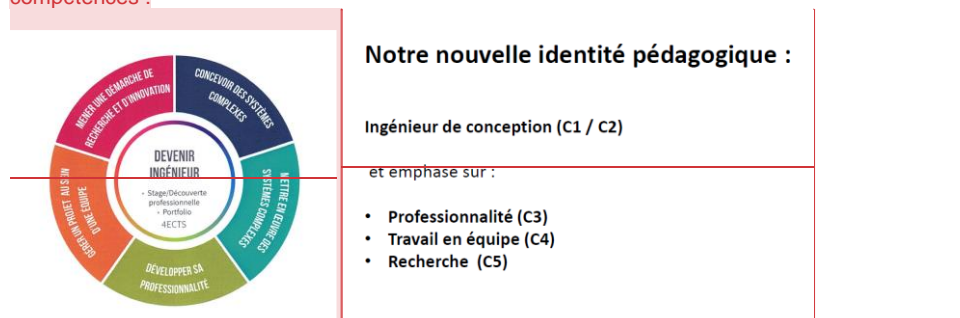 compétences :
MENER UNE DÉMARCHE DE
RECHERCHE ET D'INNOVATION
CONCEVOIR DES SYSTÈMES
COMPLEXES
METTRE EN ŒUVRE DES
SYSTÈMES COMPLEXES
DÉVELOPPER SA
PROFESSIONNALITÉ
GÉRER UN PROJET AU SEIN
D'UNE ÉQUIPE
DEVENIR
INGÉNIEUR
- Stage/Découverte
professionnelle
- Portfolio
4ECTS
Notre nouvelle identité pédagogique :
Ingénieur de conception (C1 / C2)
et emphase sur :
• Professionnalité (C3)
• Travail en équipe (C4)
• Recherche (C5)